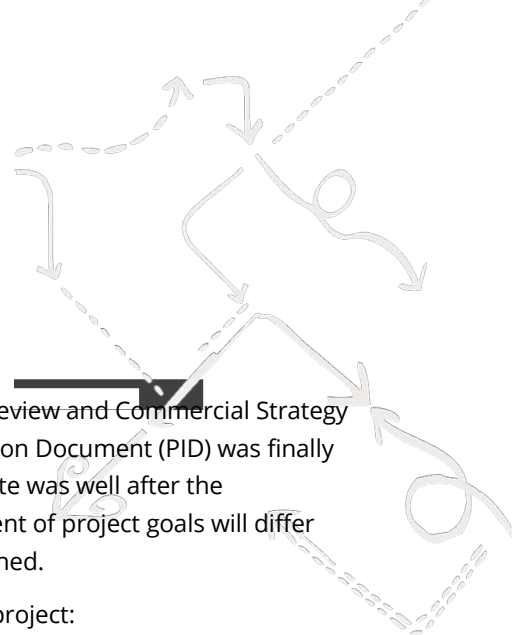 eview and Commercial Strategy
on Document (PID) was finally
te was well after the
ent of project goals will differ
ned.
project: